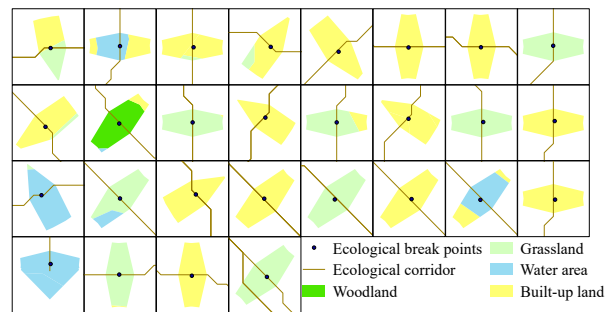 Ecological break points
Grassland
Ecological corridor
Water area
Woodland
Built-up land